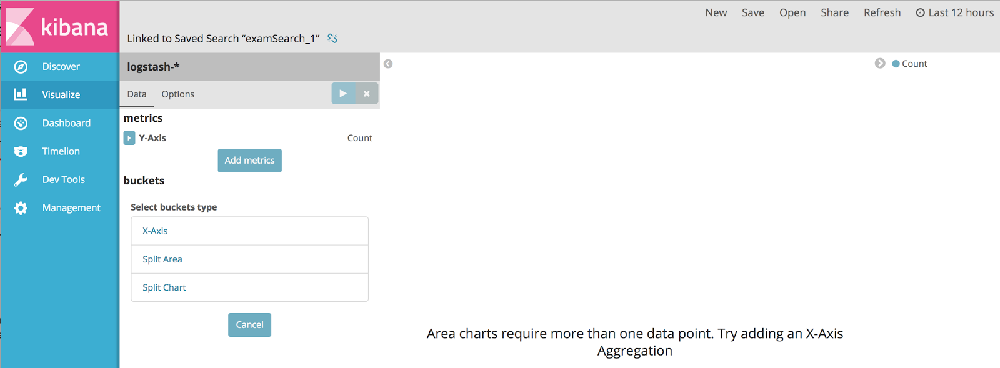 New Save Open Share Refresh Last 12 hours
kibana
Linked to Saved Search “examSearch_1”
Discover
Visualize
Dashboard
Timelion
Dev Tools
Management
logstash-*
Data Options
metrics
Y-Axis Count
Add metrics
buckets
Select buckets type
X-Axis
Split Area
Split Chart
Cancel
Count
Area charts require more than one data point. Try adding an X-Axis
Aggregation